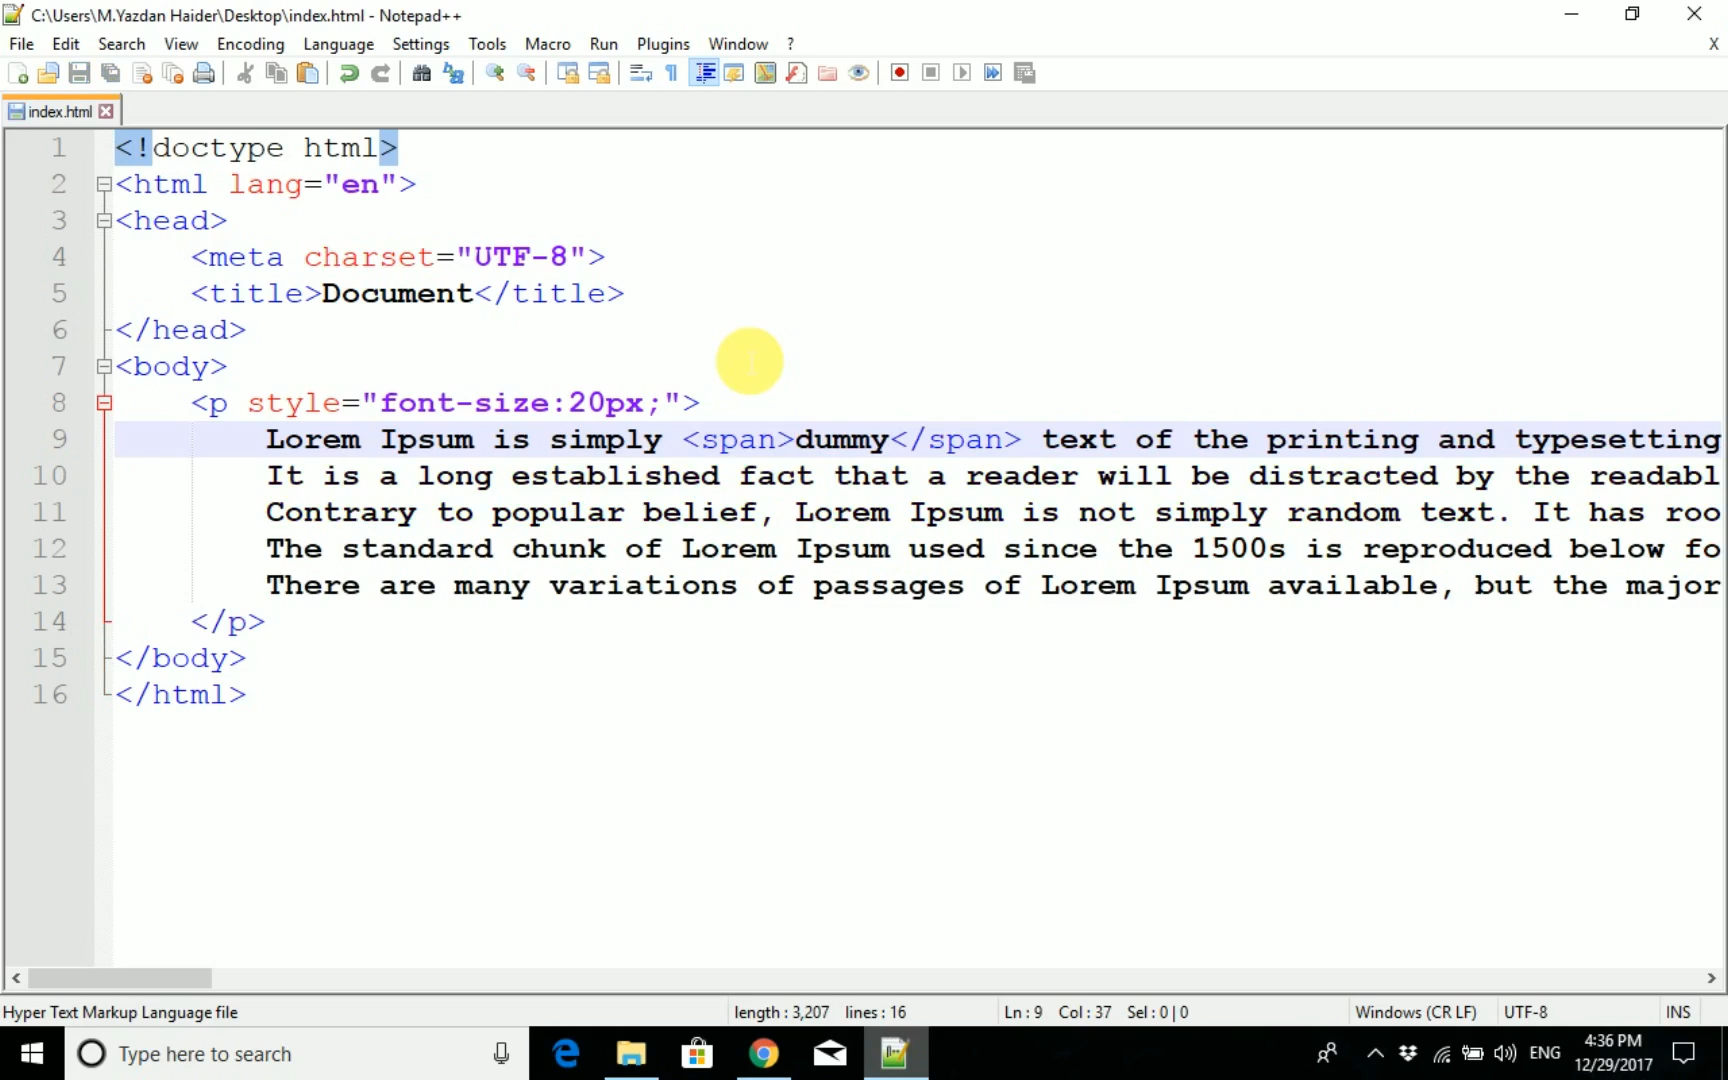 C:\Users\M.Yazdan Haider\Desktop\index.html - Notepad++
File Edit Search View Encoding Language Settings Tools Macro Run Plugins Window ? X
index.html
1 <!doctype html>
2 <html lang="en">
3 <head>
4 <meta charset="UTF-8">
5 <title>Document</title>
6 </head>
7 <body>
8 <p style="font-size:20px;">
9 Lorem Ipsum is simply <span>dummy</span> text of the printing and typesetting
10 It is a long established fact that a reader will be distracted by the readabl
11 Contrary to popular belief, Lorem Ipsum is not simply random text. It has roo
12 The standard chunk of Lorem Ipsum used since the 1500s is reproduced below fo
13 There are many variations of passages of Lorem Ipsum available, but the major
14 </p>
15 </body>
16 </html>
Hyper Text Markup Language file length : 3,207 lines : 16 Ln : 9 Col : 37 Sel : 0 | 0 Windows (CR LF) UTF-8 INS
Type here to search ENG 4:36 PM
12/29/2017